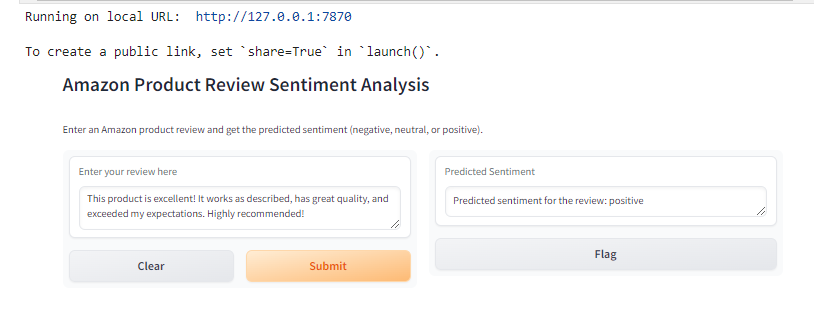 Running on local URL:  http://127.0.0.1:7870
To create a public link, set `share=True` in `launch()`.
Amazon Product Review Sentiment Analysis
Enter an Amazon product review and get the predicted sentiment (negative, neutral, or positive).
Enter your review here
This product is excellent! It works as described, has great quality, and
exceeded my expectations. Highly recommended!
Clear
Submit
Predicted Sentiment
Predicted sentiment for the review: positive
Flag